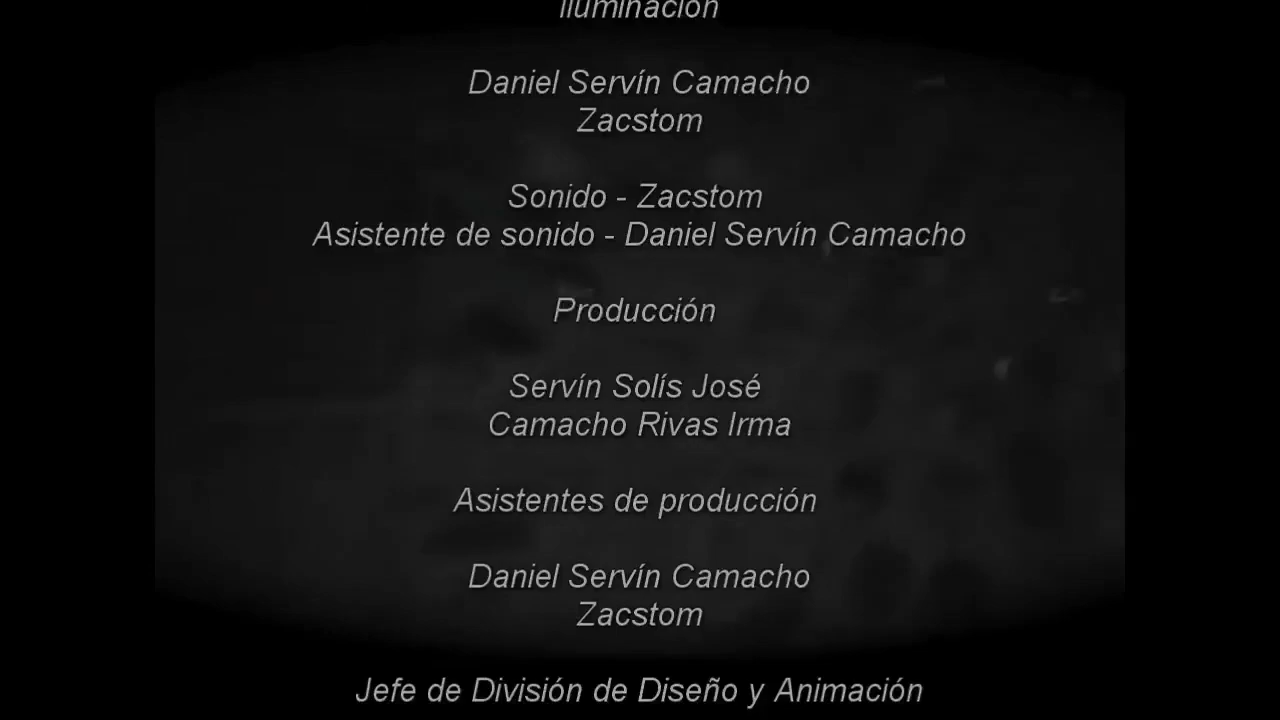 Iluminación
Daniel Servín Camacho
Zacstom
Sonido - Zacstom
Asistente de sonido - Daniel Servín Camacho
Producción
Servín Solís José
Camacho Rivas Irma
Asistentes de producción
Daniel Servín Camacho
Zacstom
Jefe de División de Diseño y Animación